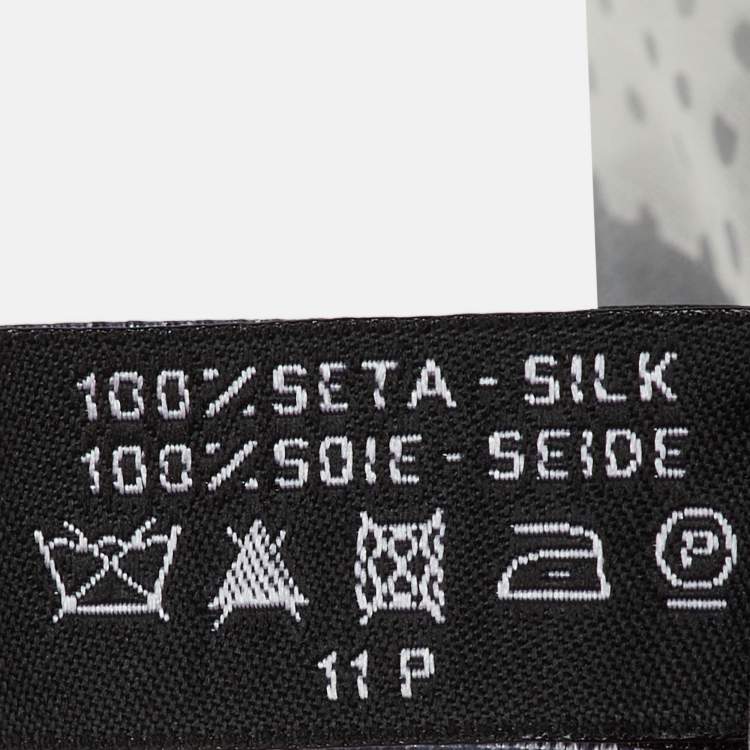 100% SETA - SILK
100% SOIE - SEIDE
P
11 P